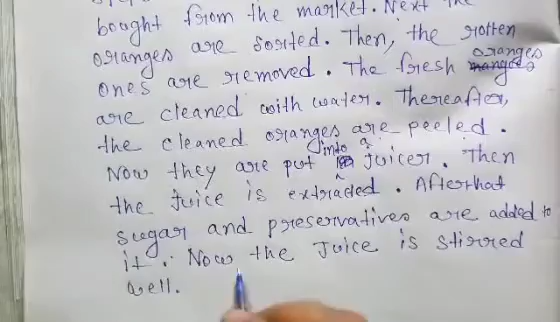 bought from the market. Next the
oranges are sorted. Then, the rotten
ones are removed. The fresh oranges
are cleaned with water. Thereafter,
the cleaned oranges are peeled.
Now they are put into a juicer. Then
the juice is extracted. Afterthat
sugar and preservatives are added to
it. Now the juice is stirred
well.